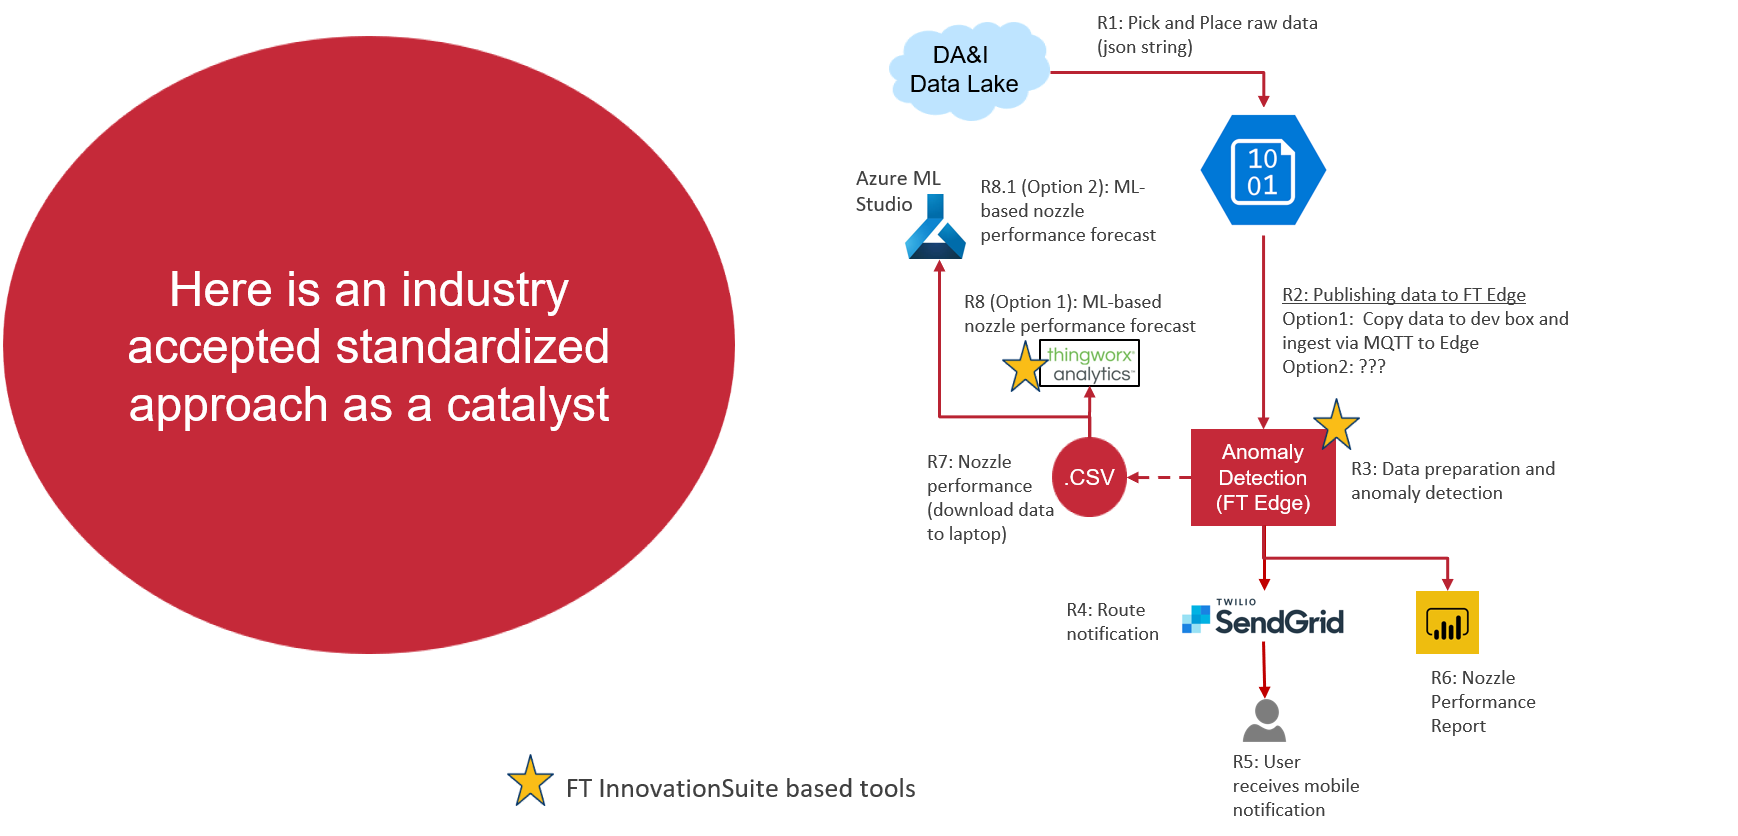 Here is an industry
accepted standardized
approach as a catalyst
DA&I
Data Lake
R1: Pick and Place raw data
(json string)
10
01
Azure ML
Studio
R8.1 (Option 2): ML-
based nozzle
performance forecast
R8 (Option 1): ML-based
nozzle performance forecast
thingworx®
analytics™
R2: Publishing data to FT Edge
Option1:  Copy data to dev box and
ingest via MQTT to Edge
Option2: ???
R7: Nozzle
performance
(download data
to laptop)
.CSV
Anomaly
Detection
(FT Edge)
R3: Data preparation and
anomaly detection
R4: Route
notification
TWILIO
SendGrid
R6: Nozzle
Performance
Report
R5: User
receives mobile
notification
FT InnovationSuite based tools